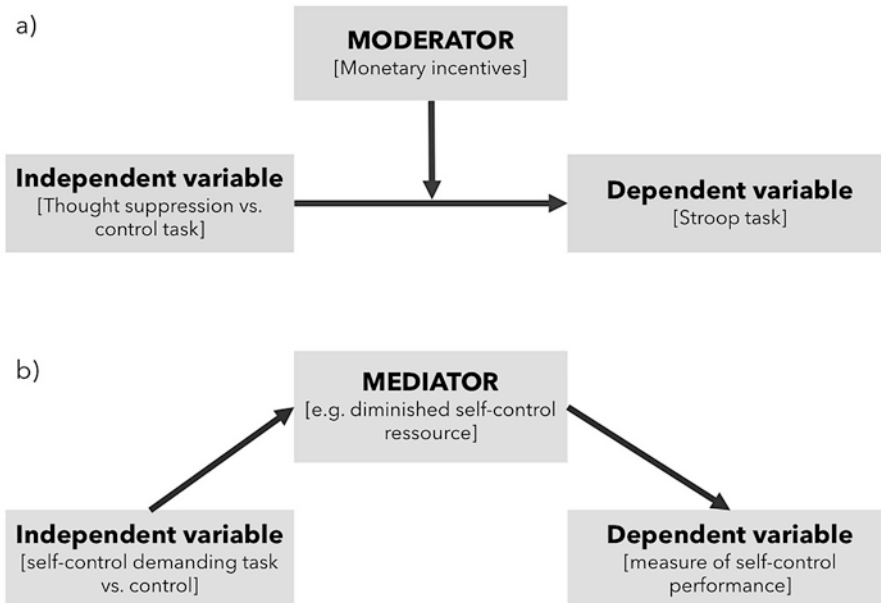 a)
MODERATOR
[Monetary incentives]
Independent variable
[Thought suppression vs.
control task]
Dependent variable
[Stroop task]
b)
MEDIATOR
[e.g. diminished self-control
ressource]
Independent variable
[self-control demanding task
vs. control]
Dependent variable
[measure of self-control
performance]